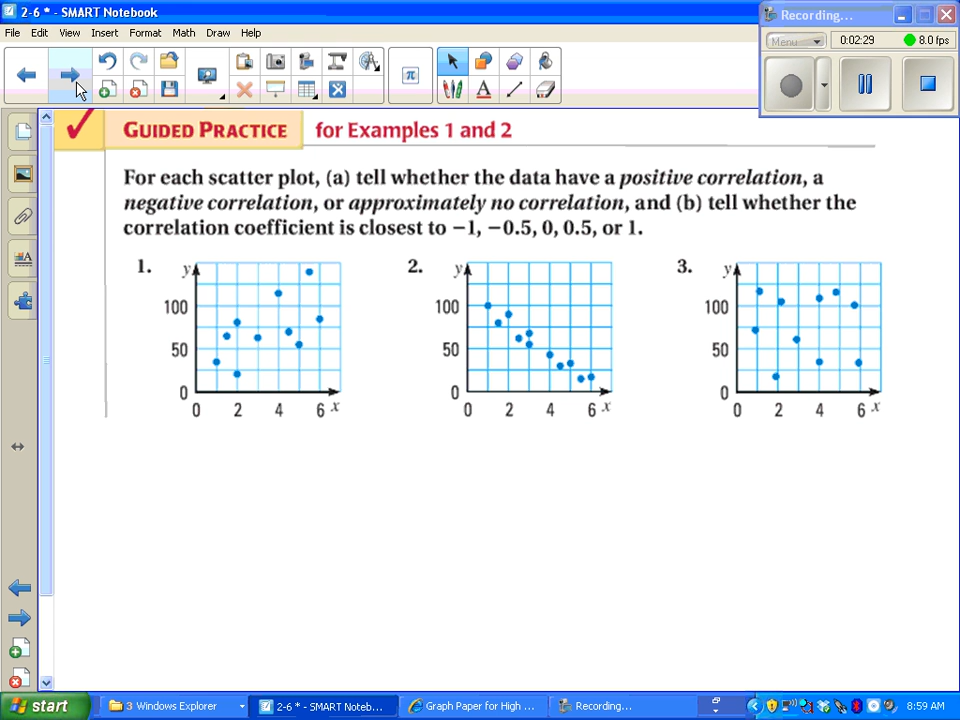 2-6 * - SMART Notebook
Recording...
File Edit View Insert Format Math Draw Help
Menu 0:02:29 8.0 fps
π
A
GUIDED PRACTICE for Examples 1 and 2
For each scatter plot, (a) tell whether the data have a positive correlation, a
negative correlation, or approximately no correlation, and (b) tell whether the
correlation coefficient is closest to −1, −0.5, 0, 0.5, or 1.
1. y 2. y 3. y
100 100 100
50 50 50
0 0 0
0 2 4 6 x 0 2 4 6 x 0 2 4 6 x
start 3 Windows Explorer 2-6 * - SMART Noteb... Graph Paper for High ... Recording... 8:59 AM